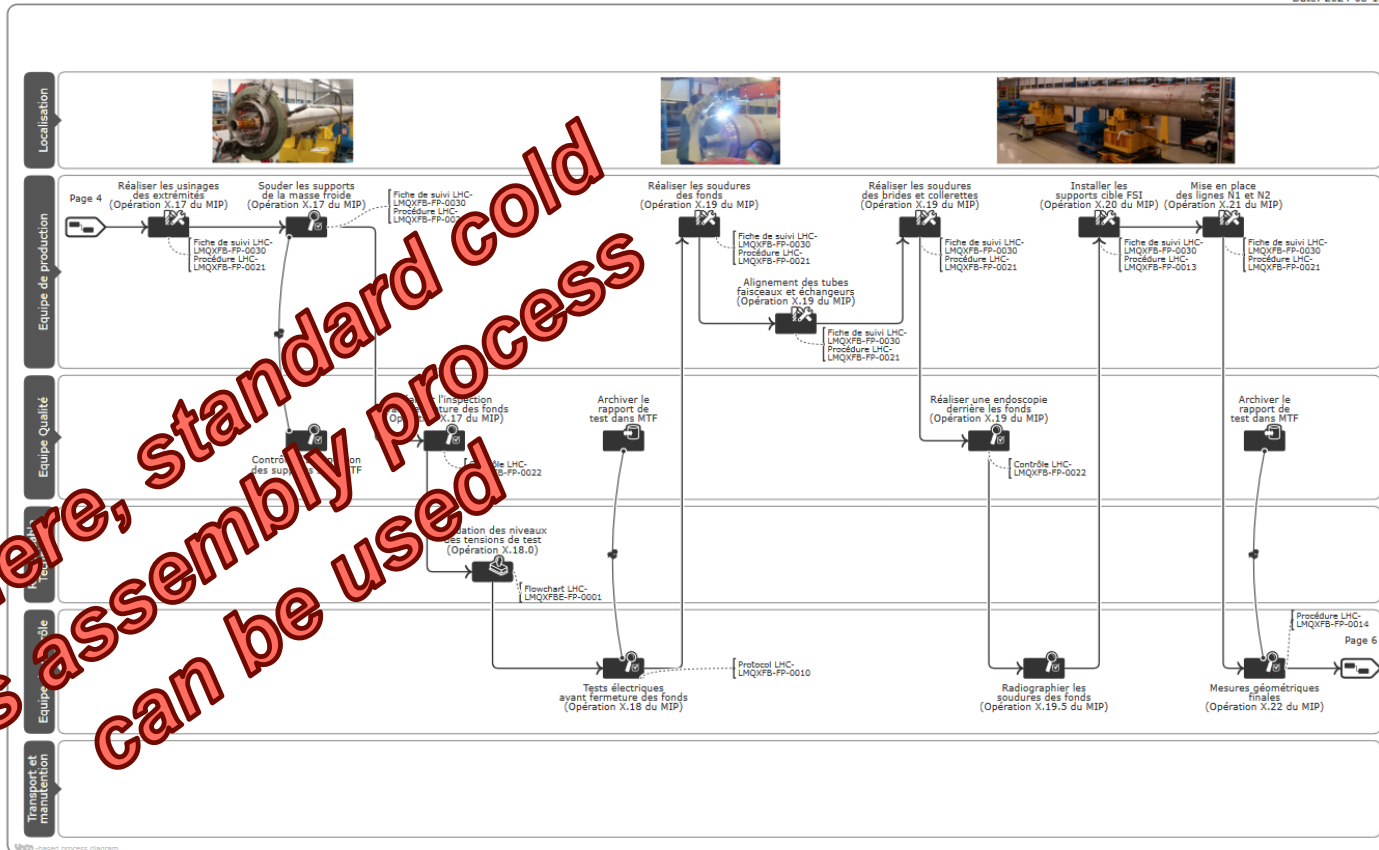 Localisation
Page 4
Réaliser les usinages
des extrémités
(Opération X.17 du MIP)
Souder les supports
de la masse froide
(Opération X.17 du MIP)
Fiche de suivi LHC-
LMQXFB-FP-0030
Procédure LHC-
Réaliser les soudures
des fonds
(Opération X.19 du MIP)
Réaliser les soudures
des brides et collerettes
(Opération X.19 du MIP)
Installer les
supports cible FSI
(Opération X.20 du MIP)
Mise en place
des lignes N1 et N2
(Opération X.21 du MIP)
Equipe de production
Fiche de suivi LHC-
LMQXFB-FP-0030
Procédure LHC-
LMQXFB-FP-0021
Fiche de suivi LHC-
LMQXFB-FP-0030
Procédure LHC-
LMQXFB-FP-0021
Fiche de suivi LHC-
LMQXFB-FP-0030
Procédure LHC-
LMQXFB-FP-0021
Fiche de suivi LHC-
LMQXFB-FP-0030
Procédure LHC-
LMQXFB-FP-0013
Fiche de suivi LHC-
LMQXFB-FP-0030
Procédure LHC-
LMQXFB-FP-0021
Alignement des tubes
faisceaux et échangeurs
(Opération X.19 du MIP)
Fiche de suivi LHC-
LMQXFB-FP-0030
Procédure LHC-
LMQXFB-FP-0021
Equipe Qualité
l'inspection
des fonds
X.17 du MIP)
Archiver le
rapport de
test dans MTF
Réaliser une endoscopie
derrière les fonds
(Opération X.19 du MIP)
Archiver le
rapport de
test dans MTF
LHC-
Contrôle LHC-
LMQXFB-FP-0022
des niveaux
des tensions de test
(Opération X.18.0)
Flowchart LHC-
LMQXFBE-FP-0001
standard cold
assembly process
can be used
Equipe
Protocol LHC-
LMQXFB-FP-0010
Tests électriques
avant fermeture des fonds
(Opération X.18 du MIP)
Radiographier les
soudures des fonds
(Opération X.19.5 du MIP)
Procédure LHC-
LMQXFB-FP-0014
Page 6
Mesures géométriques
finales
(Opération X.22 du MIP)
Transport et
manutention
-based process diagram